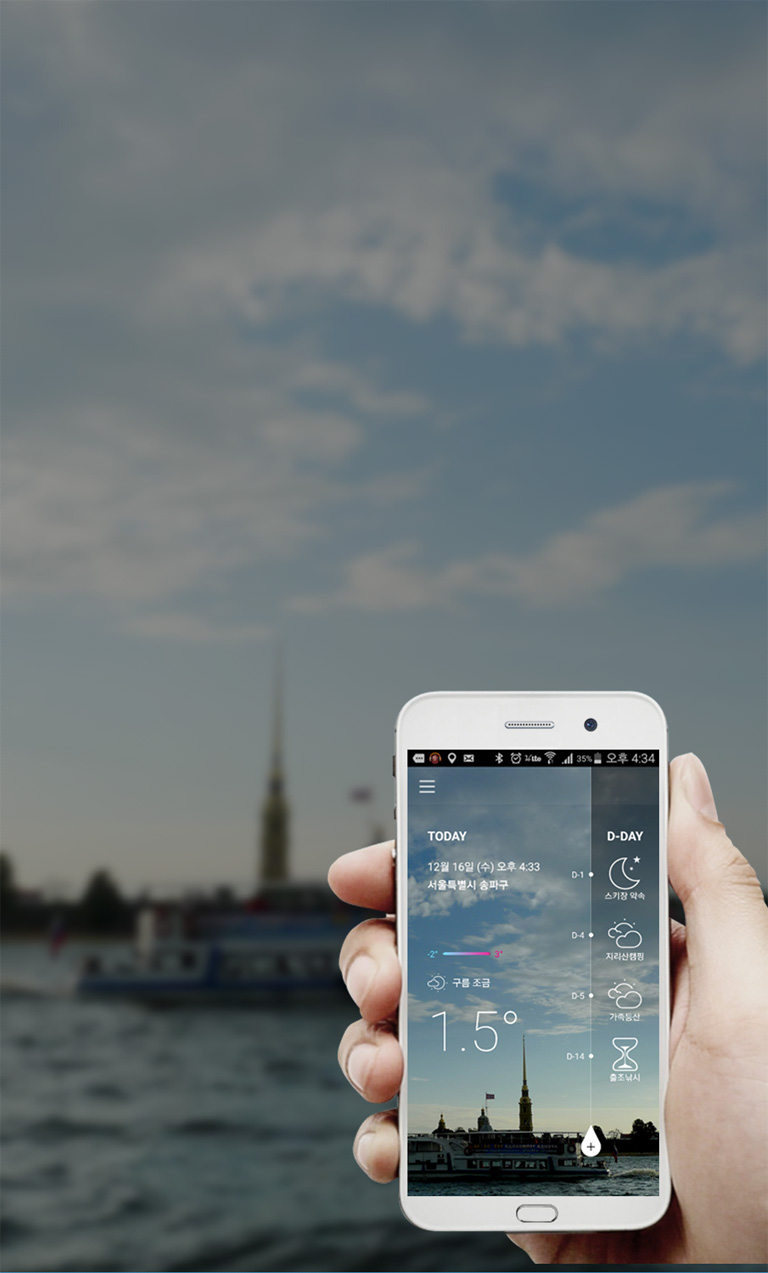 35% 오후 4:34
TODAY
12월 16일 (수) 오후 4:33
서울특별시 송파구
-2° 3°
구름 조금
1.5°
D-DAY
D-1
스키장 약속
D-4
지리산캠핑
D-5
가족등산
D-14
출조낚시